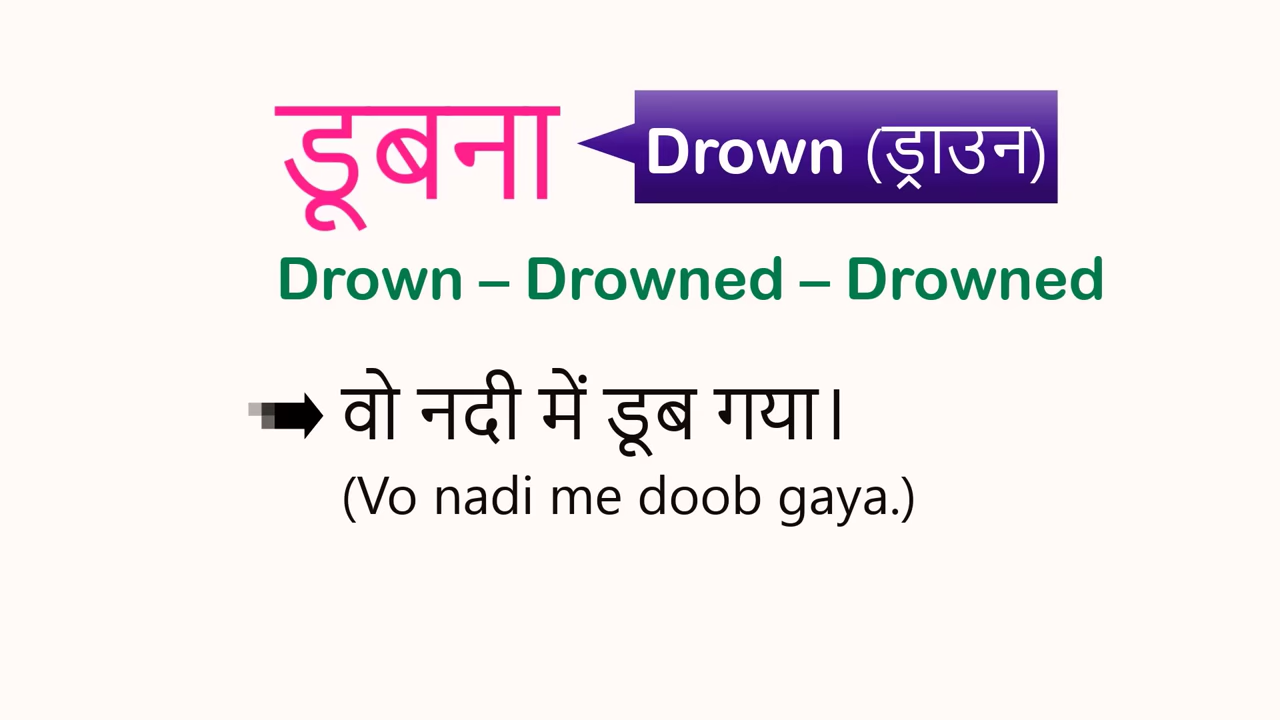 डूबना Drown (ड्राउन)
Drown – Drowned – Drowned
वो नदी में डूब गया।
(Vo nadi me doob gaya.)